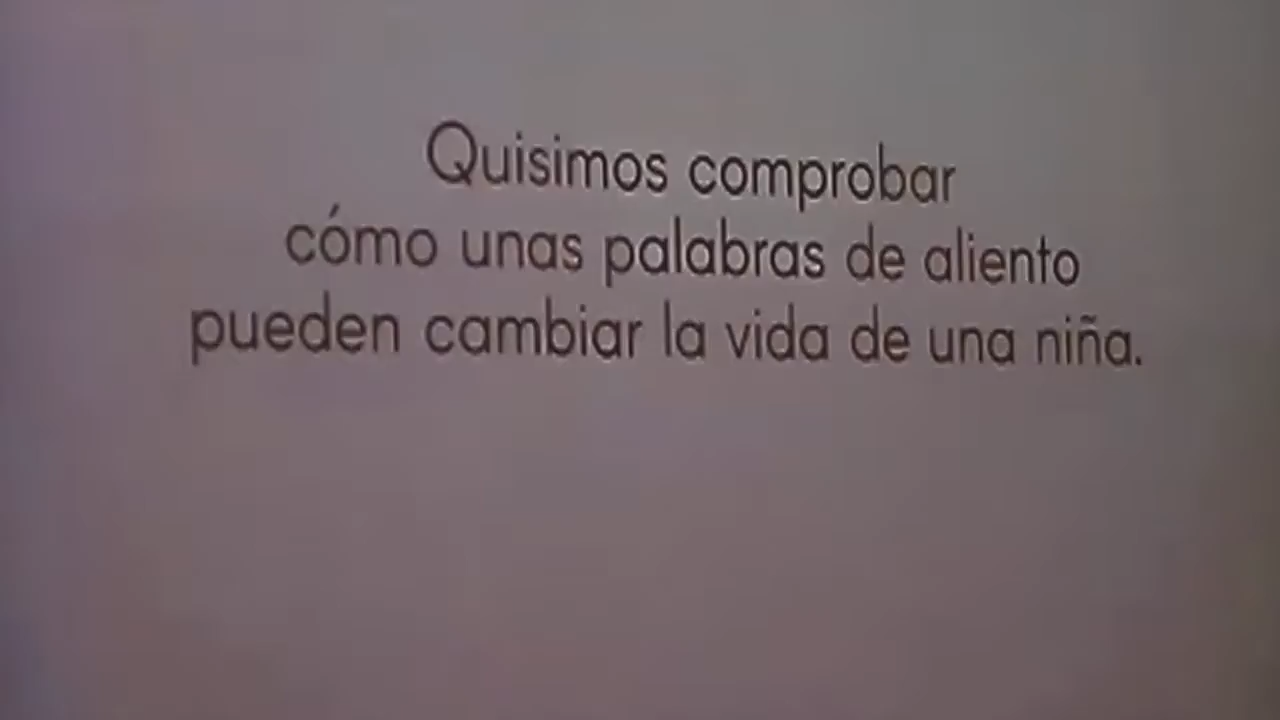 Quisimos comprobar
cómo unas palabras de aliento
pueden cambiar la vida de una niña.